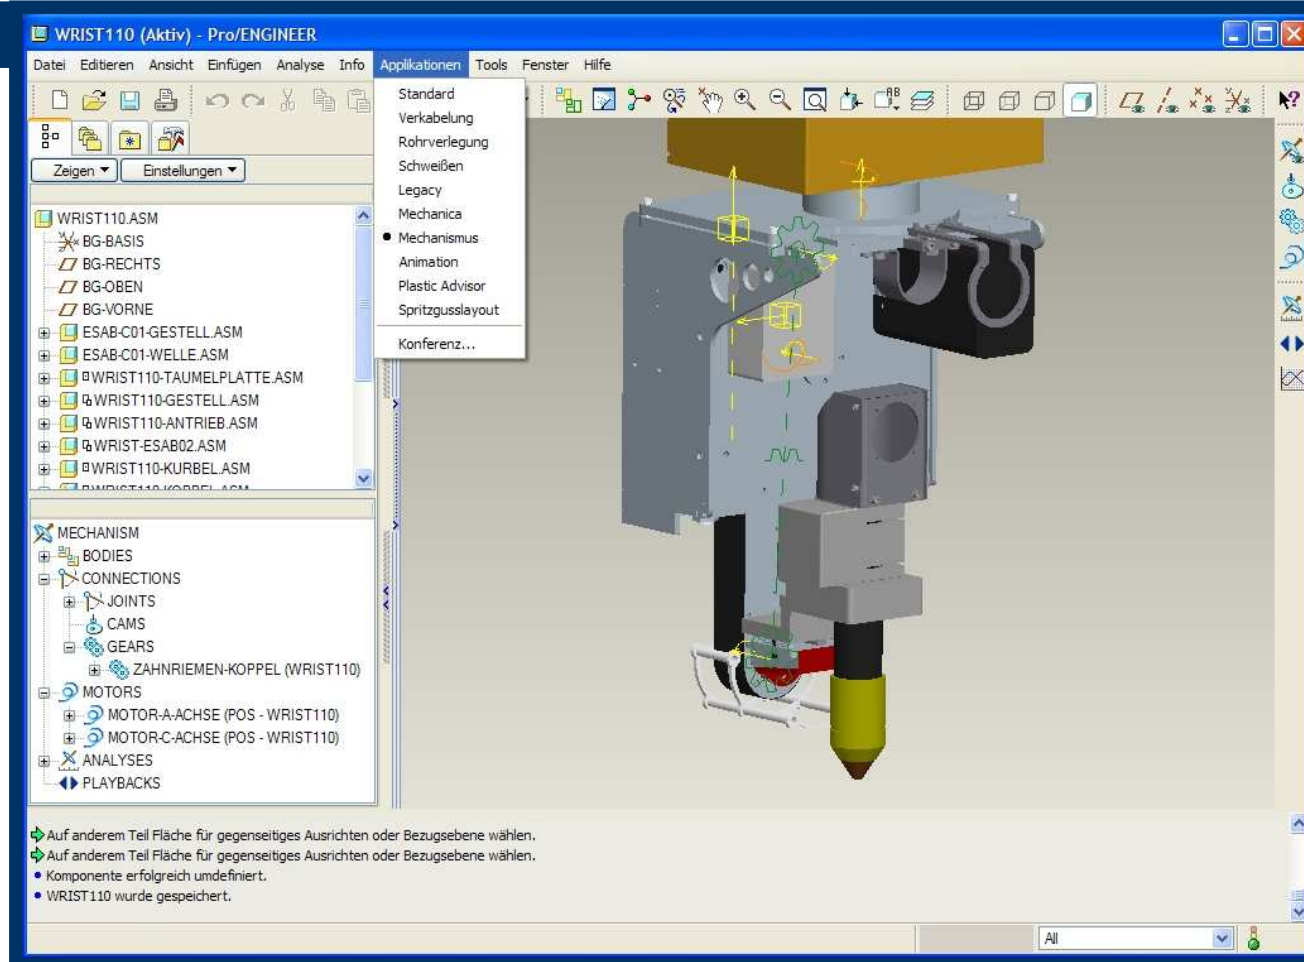 WRIST110 (Aktiv) - Pro/ENGINEER
Datei Editieren Ansicht Einfügen Analyse Info Applikationen Tools Fenster Hilfe
Standard
Verkabelung
Rohrverlegung
Schweißen
Legacy
Mechanica
Mechanismus
Animation
Plastic Advisor
Spritzgusslayout
Konferenz...
Zeigen Einstellungen
WRIST110.ASM
BG-BASIS
BG-RECHTS
BG-OBEN
BG-VORNE
ESAB-C01-GESTELL.ASM
ESAB-C01-WELLE.ASM
WRIST110-TAUMELPLATTE.ASM
WRIST110-GESTELL.ASM
WRIST110-ANTRIEB.ASM
WRIST-ESAB02.ASM
WRIST110-KURBEL.ASM
WRIST110-KOPPEL.ASM
MECHANISM
BODIES
CONNECTIONS
JOINTS
CAMS
GEARS
ZAHNRIEMEN-KOPPEL (WRIST110)
MOTORS
MOTOR-A-ACHSE (POS - WRIST110)
MOTOR-C-ACHSE (POS - WRIST110)
ANALYSES
PLAYBACKS
Auf anderem Teil Fläche für gegenseitiges Ausrichten oder Bezugsebene wählen.
Auf anderem Teil Fläche für gegenseitiges Ausrichten oder Bezugsebene wählen.
Komponente erfolgreich umdefiniert.
WRIST110 wurde gespeichert.
All